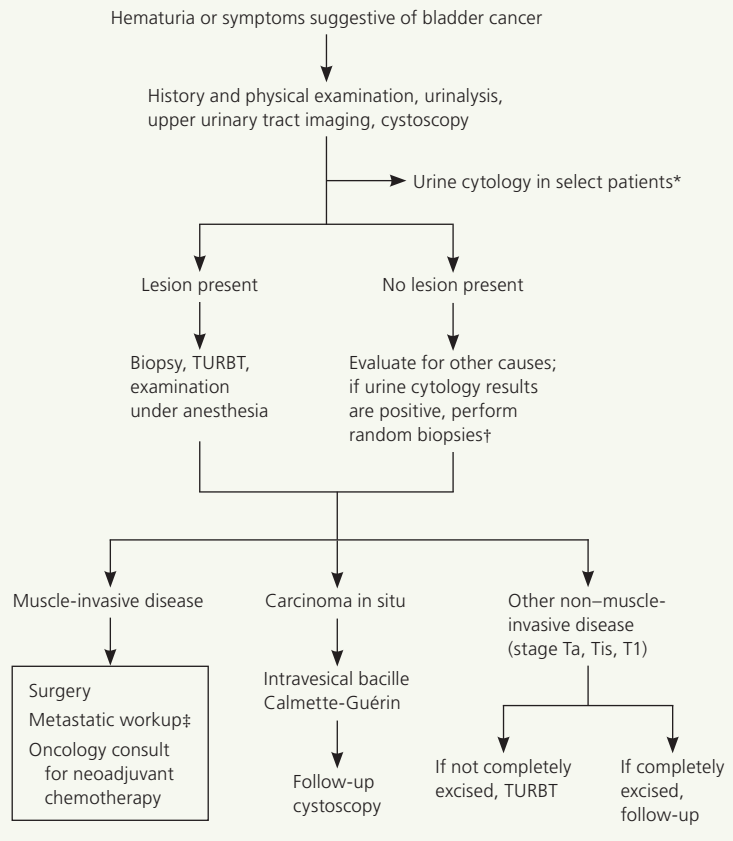 Hematuria or symptoms suggestive of bladder cancer
History and physical examination, urinalysis,
upper urinary tract imaging, cystoscopy
Urine cytology in select patients*
Lesion present
No lesion present
Biopsy, TURBT,
examination
under anesthesia
Evaluate for other causes;
if urine cytology results
are positive, perform
random biopsies†
Muscle-invasive disease
Surgery
Metastatic workup‡
Oncology consult
for neoadjuvant
chemotherapy
Carcinoma in situ
Intravesical bacille
Calmette-Guérin
Follow-up
cystoscopy
Other non–muscle-
invasive disease
(stage Ta, Tis, T1)
If not completely
excised, TURBT
If completely
excised,
follow-up